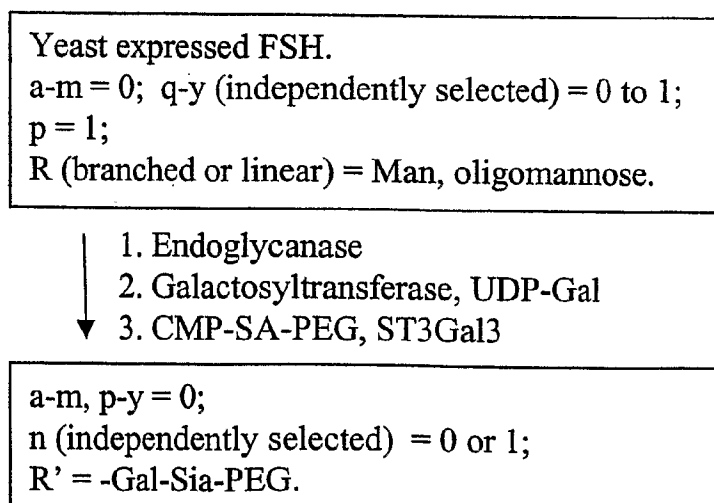 Yeast expressed FSH.
a-m = 0; q-y (independently selected) = 0 to 1;
p = 1;
R (branched or linear) = Man, oligomannose.
1. Endoglycanase
2. Galactosyltransferase, UDP-Gal
3. CMP-SA-PEG, ST3Gal3
a-m, p-y = 0;
n (independently selected) = 0 or 1;
R' = -Gal-Sia-PEG.